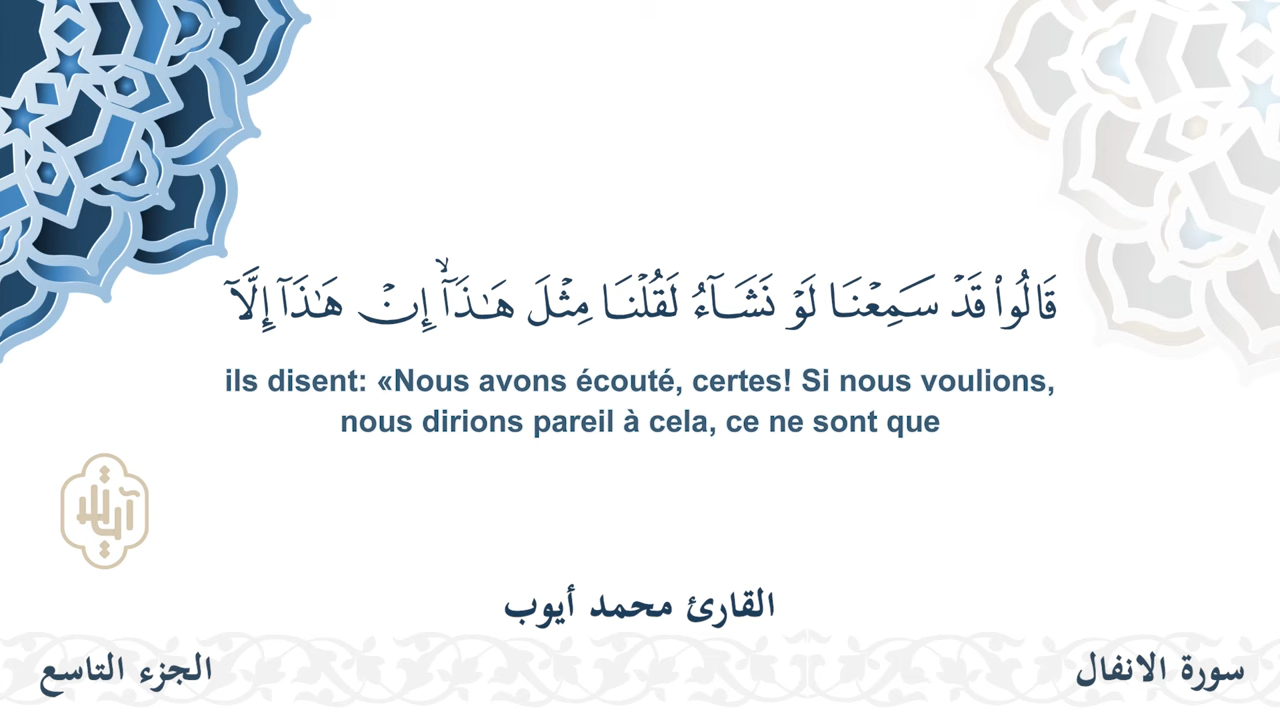 قَالُوا۟ قَدْ سَمِعْنَا لَوْ نَشَآءُ لَقُلْنَا مِثْلَ هَـٰذَآ ۙ إِنْ هَـٰذَآ إِلَّآ
ils disent: «Nous avons écouté, certes! Si nous voulions,
nous dirions pareil à cela, ce ne sont que
آيات
القارئ محمد أيوب
سورة الانفال
الجزء التاسع